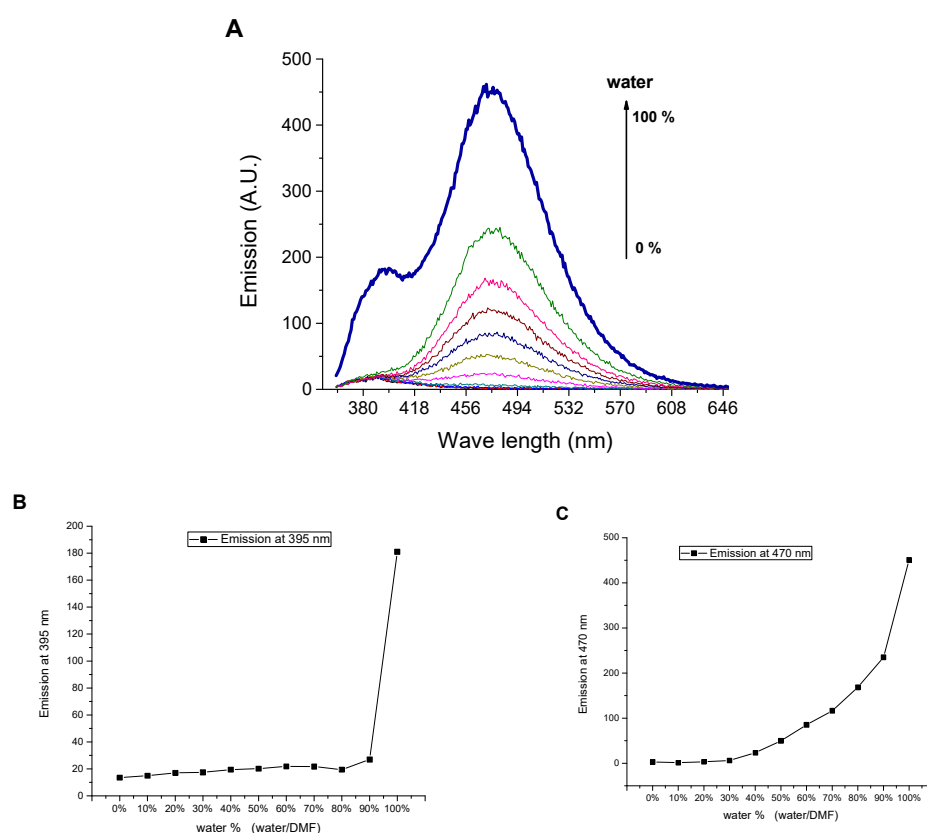 A
500
400
300
200
100
0
Emission (A.U.)
380 418 456 494 532 570 608 646
Wave length (nm)
water
100 %
0 %
B
Emission at 395 nm
200
180
160
140
120
100
80
60
40
20
0
Emission at 395 nm
0% 10% 20% 30% 40% 50% 60% 70% 80% 90% 100%
water % (water/DMF)
C
Emission at 470 nm
500
400
300
200
100
0
Emission at 470 nm
0% 10% 20% 30% 40% 50% 60% 70% 80% 90% 100%
water % (water/DMF)